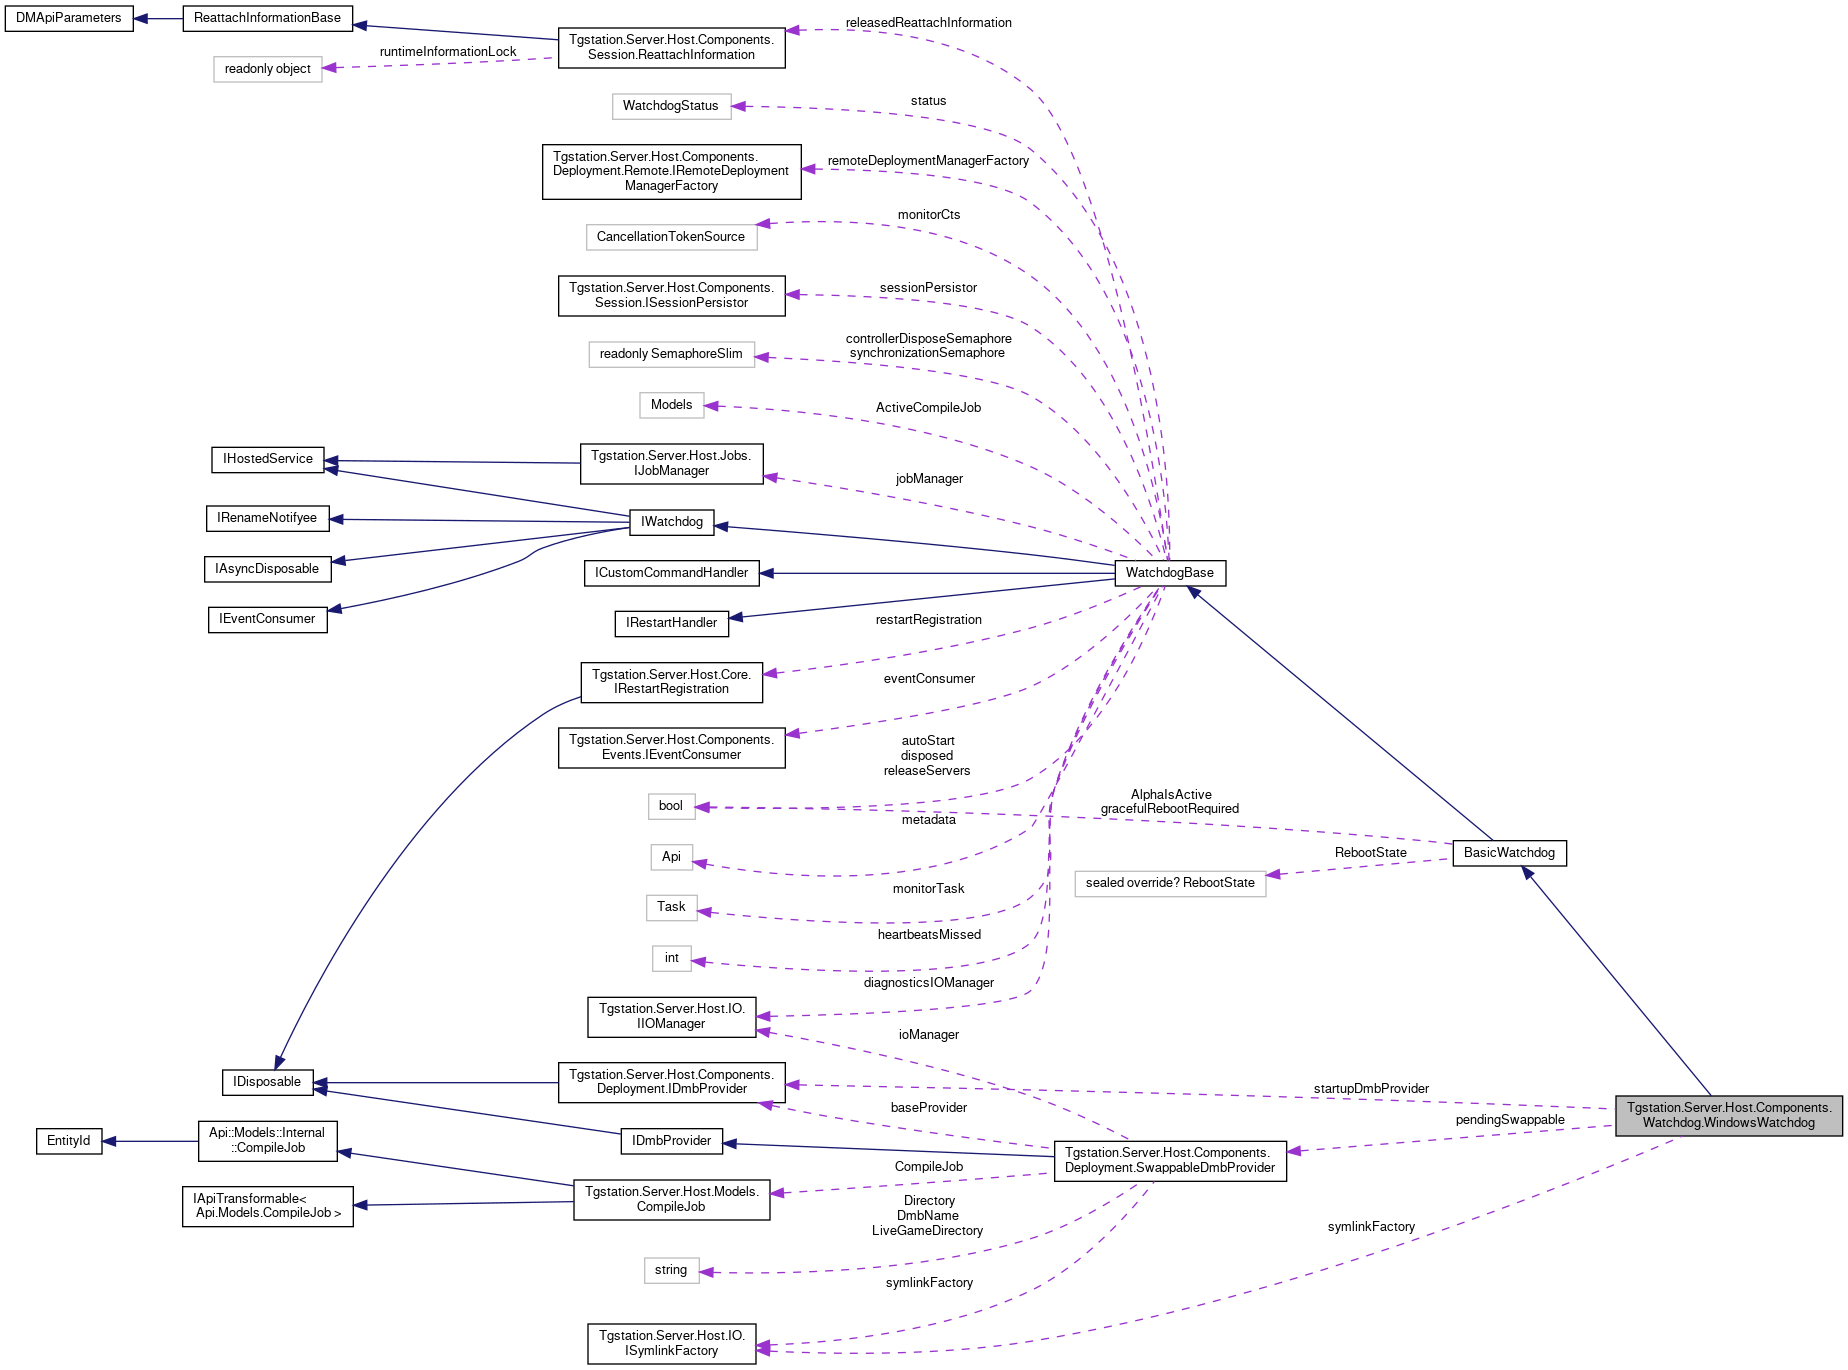 DMApiParameters
ReattachInformationBase
Tgstation.Server.Host.Components.
Session.ReattachInformation
releasedReattachInformation
runtimeInformationLock
readonly object
WatchdogStatus
status
Tgstation.Server.Host.Components.
Deployment.Remote.IRemoteDeployment
ManagerFactory
remoteDeploymentManagerFactory
CancellationTokenSource
monitorCts
Tgstation.Server.Host.Components.
Session.ISessionPersistor
sessionPersistor
readonly SemaphoreSlim
controllerDisposeSemaphore
synchronizationSemaphore
Models
ActiveCompileJob
IHostedService
Tgstation.Server.Host.Jobs.
IJobManager
jobManager
IRenameNotifyee
IWatchdog
IAsyncDisposable
ICustomCommandHandler
WatchdogBase
IEventConsumer
IRestartHandler
restartRegistration
Tgstation.Server.Host.Core.
IRestartRegistration
eventConsumer
Tgstation.Server.Host.Components.
Events.IEventConsumer
autoStart
disposed
releaseServers
bool
AlphaIsActive
gracefulRebootRequired
metadata
Api
BasicWatchdog
RebootState
sealed override? RebootState
monitorTask
Task
heartbeatsMissed
int
diagnosticsIOManager
Tgstation.Server.Host.IO.
IIOManager
ioManager
IDisposable
Tgstation.Server.Host.Components.
Deployment.IDmbProvider
startupDmbProvider
baseProvider
Tgstation.Server.Host.Components.
Watchdog.WindowsWatchdog
pendingSwappable
EntityId
Api::Models::Internal
::CompileJob
IDmbProvider
Tgstation.Server.Host.Components.
Deployment.SwappableDmbProvider
CompileJob
IApiTransformable<
Api.Models.CompileJob >
Tgstation.Server.Host.Models.
CompileJob
Directory
DmbName
LiveGameDirectory
symlinkFactory
string
symlinkFactory
Tgstation.Server.Host.IO.
ISymlinkFactory